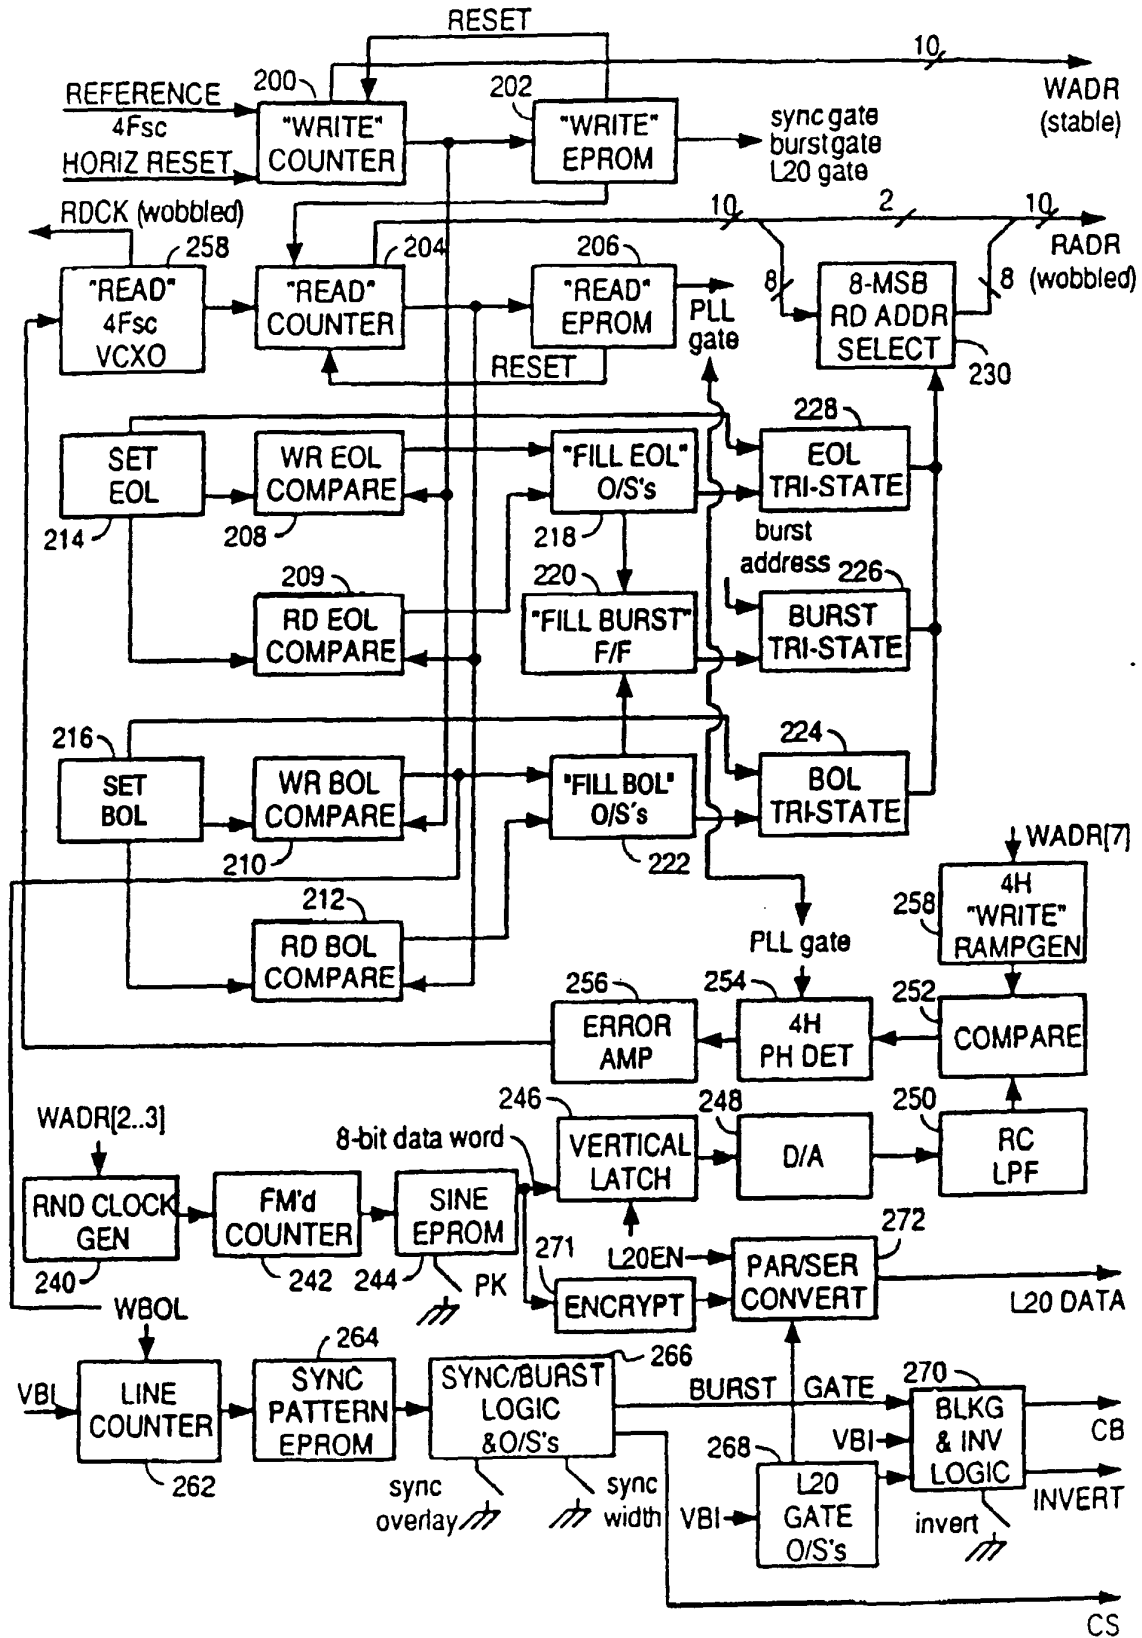 RESET
10
WADR
(stable)
REFERENCE
4Fsc
HORIZ RESET
200
"WRITE"
COUNTER
202
"WRITE"
EPROM
sync gate
burst gate
L20 gate
RDCK (wobbled)
258
"READ"
4Fsc
VCXO
204
"READ"
COUNTER
206
"READ"
EPROM
RESET
PLL
gate
10
2
10
RADR
(wobbled)
8
8-MSB
RD ADDR
SELECT
8
230
SET
EOL
214
WR EOL
COMPARE
208
"FILL EOL"
O/S's
218
228
EOL
TRI-STATE
burst
address
209
RD EOL
COMPARE
220
"FILL BURST"
F/F
226
BURST
TRI-STATE
216
SET
BOL
WR BOL
COMPARE
210
"FILL BOL"
O/S's
222
224
BOL
TRI-STATE
212
RD BOL
COMPARE
WADR[7]
258
4H
"WRITE"
RAMPGEN
PLL gate
256
ERROR
AMP
254
4H
PH DET
252
COMPARE
WADR[2..3]
8-bit data word
246
VERTICAL
LATCH
248
D/A
250
RC
LPF
RND CLOCK
GEN
240
FM'd
COUNTER
242
SINE
EPROM
244
PK
L20EN
271
ENCRYPT
272
PAR/SER
CONVERT
L20 DATA
WBOL
VBI
LINE
COUNTER
262
264
SYNC
PATTERN
EPROM
266
SYNC/BURST
LOGIC
&O/S's
sync
overlay
sync
width
BURST GATE
VBI
270
BLKG
& INV
LOGIC
CB
INVERT
invert
268
VBI
L20
GATE
O/S's
CS